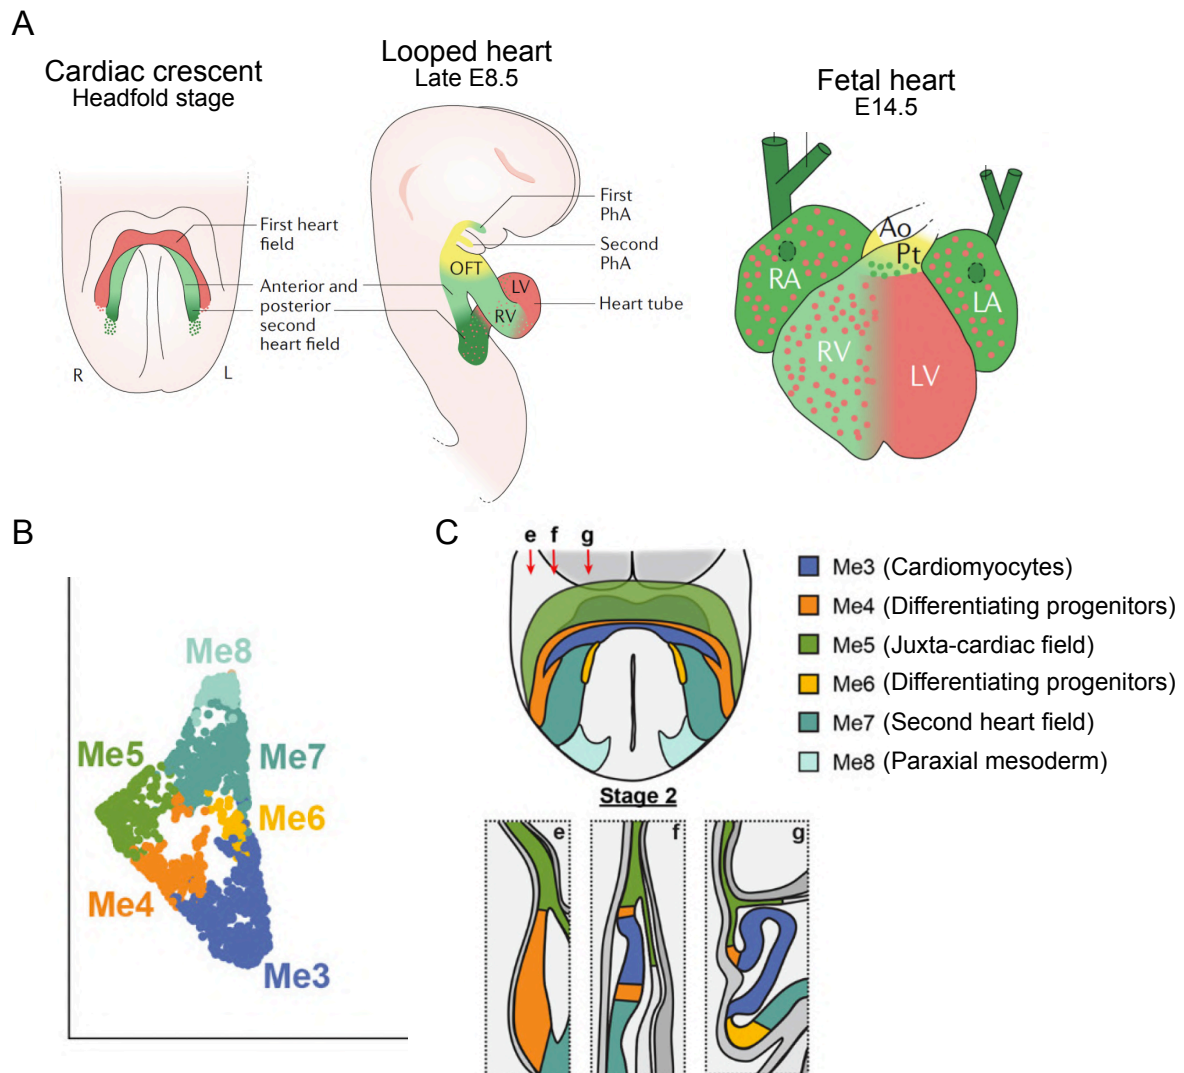 A
Cardiac crescent
Headfold stage
Looped heart
Late E8.5
Fetal heart
E14.5
First heart
field
Anterior and
posterior
second
heart field
R
L
First
PhA
Second
PhA
OFT
LV
RV
Heart tube
Ao
Pt
RA
LA
RV
LV
B
Me8
Me5
Me7
Me6
Me4
Me3
C
e f g
Me3 (Cardiomyocytes)
Me4 (Differentiating progenitors)
Me5 (Juxta-cardiac field)
Me6 (Differentiating progenitors)
Me7 (Second heart field)
Me8 (Paraxial mesoderm)
Stage 2
e
f
g